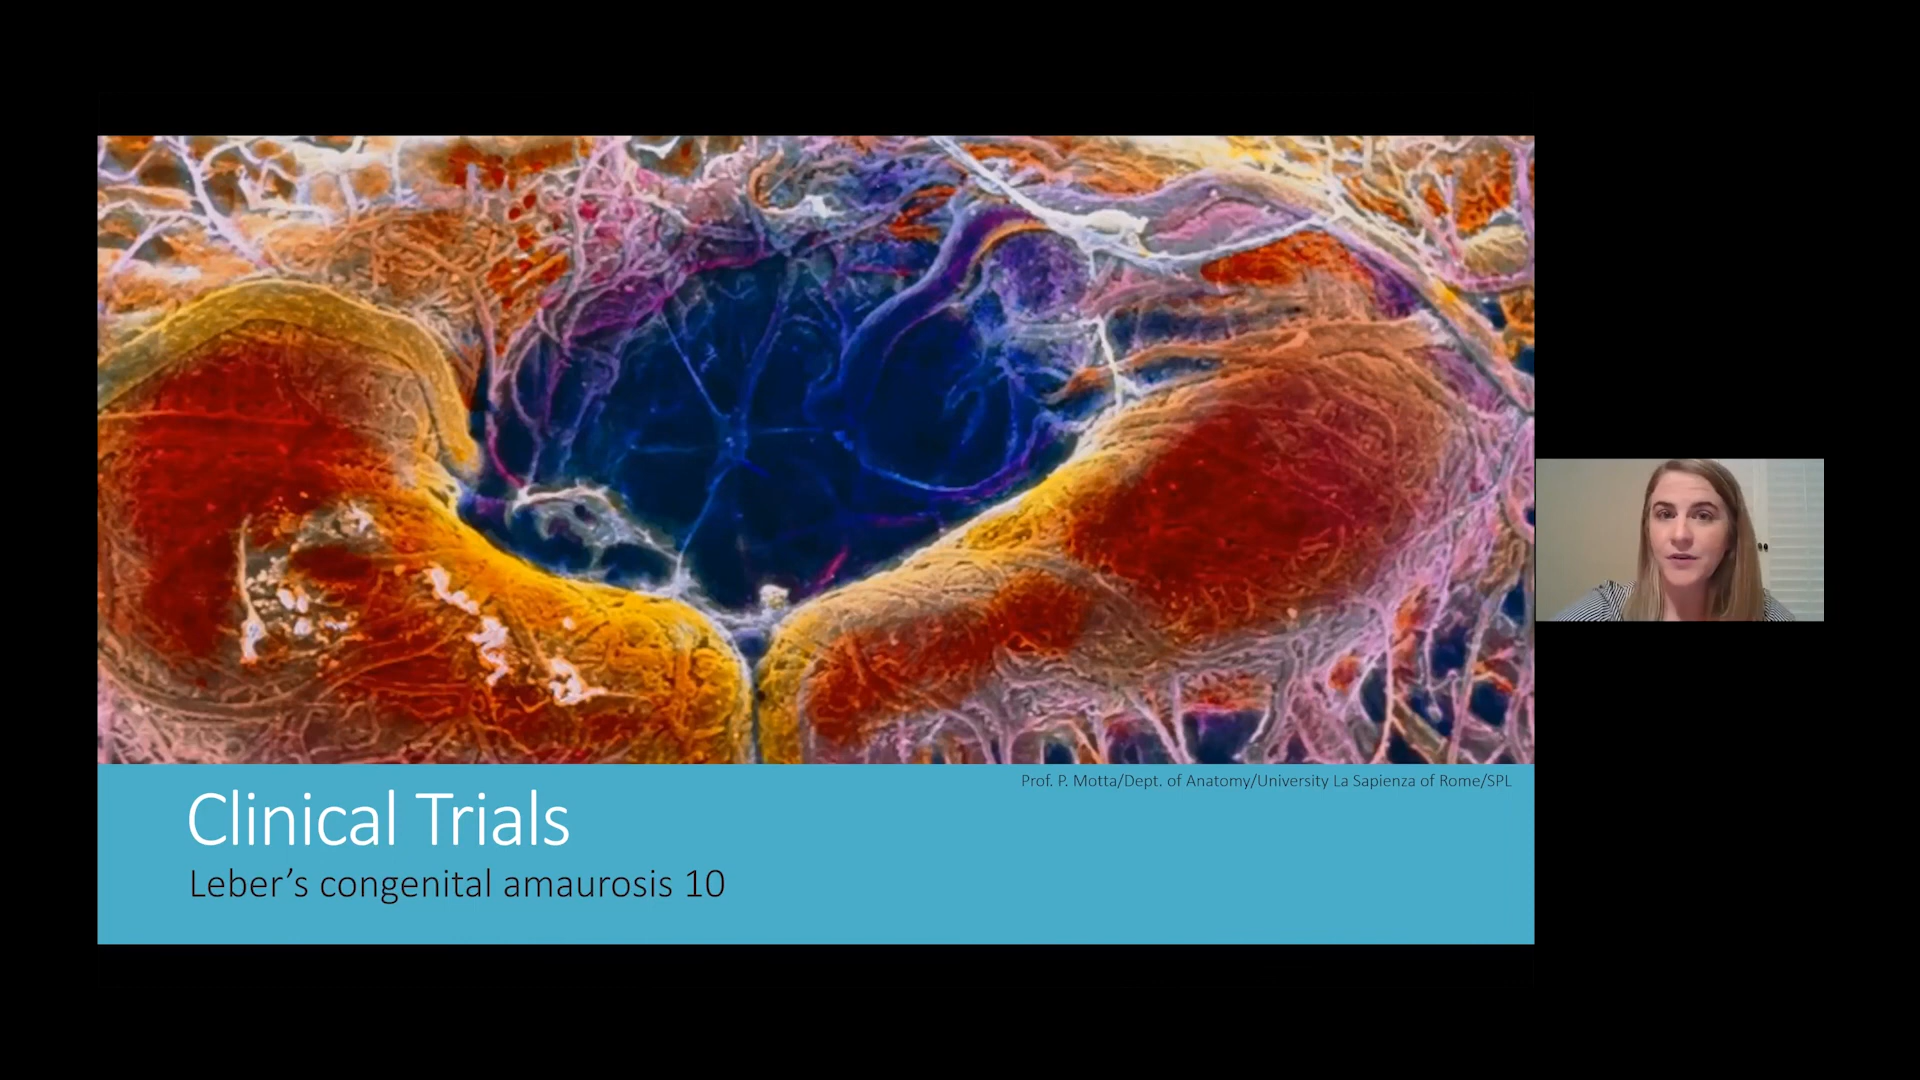 Prof. P. Motta/Dept. of Anatomy/University La Sapienza of Rome/SPL
Clinical Trials
Leber’s congenital amaurosis 10